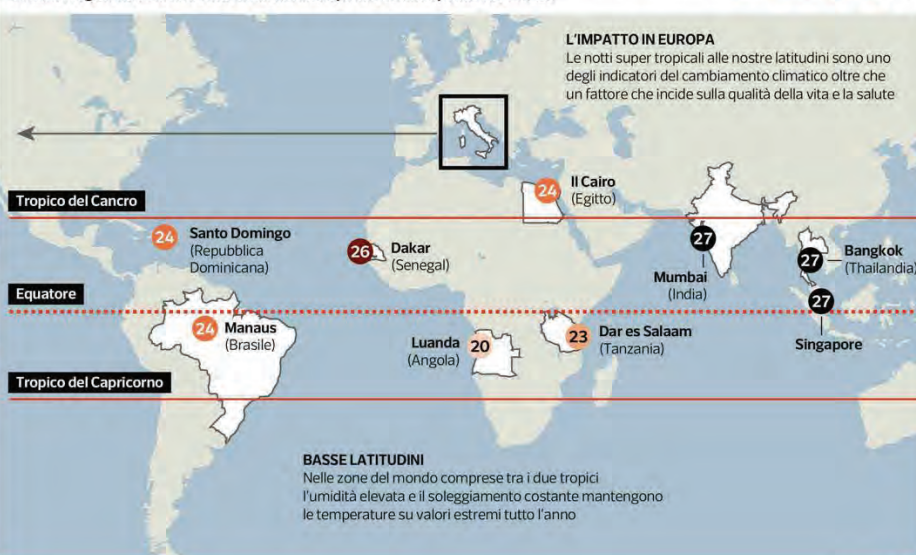 L'IMPATTO IN EUROPA
Le notti super tropicali alle nostre latitudini sono uno
degli indicatori del cambiamento climatico oltre che
un fattore che incide sulla qualità della vita e la salute
Tropico del Cancro
24
Il Cairo
(Egitto)
24
Santo Domingo
(Repubblica
Dominicana)
26
Dakar
(Senegal)
27
Mumbai
(India)
27
Bangkok
(Thailandia)
Equatore
27
Singapore
24
Manaus
(Brasile)
Luanda
(Angola)
20
23
Dar es Salaam
(Tanzania)
Tropico del Capricorno
BASSE LATITUDINI
Nelle zone del mondo comprese tra i due tropici
l'umidità elevata e il soleggiamento costante mantengono
le temperature su valori estremi tutto l'anno